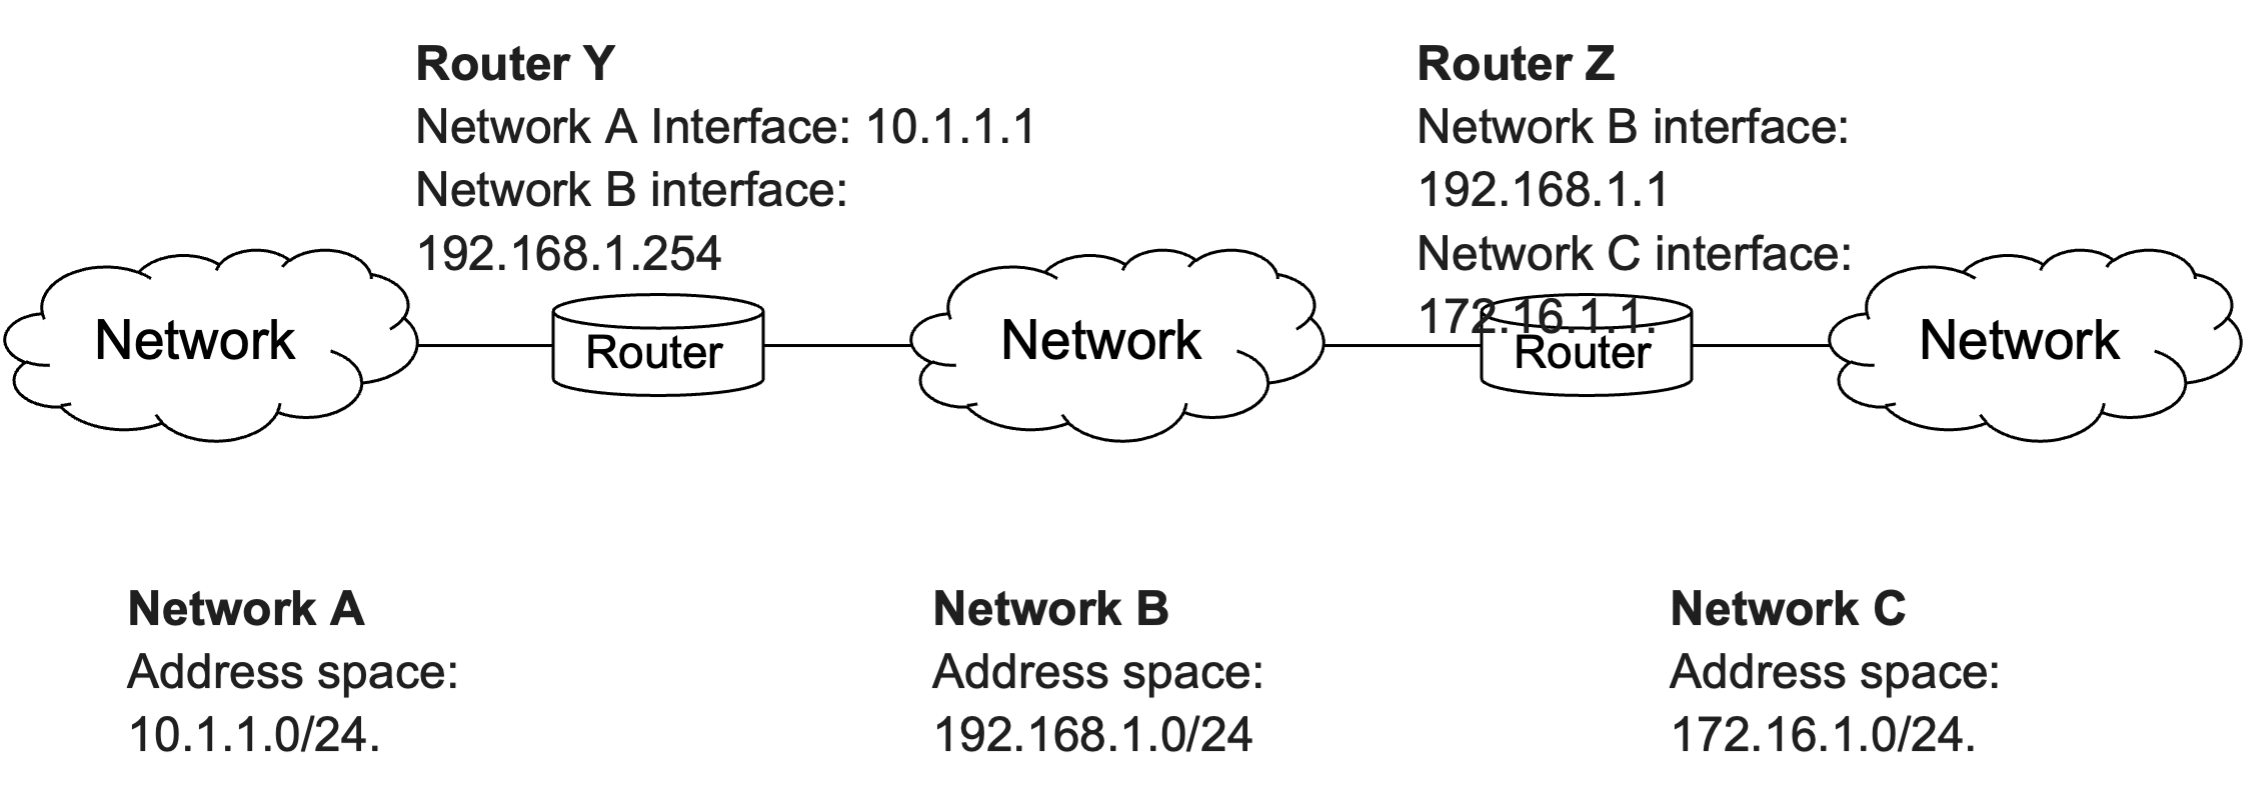 Router Y
Network A Interface: 10.1.1.1
Network B interface:
192.168.1.254
Router Z
Network B interface:
192.168.1.1
Network C interface:
172.16.1.1.
Network
Router
Network
Router
Network
Network A
Address space:
10.1.1.0/24.
Network B
Address space:
192.168.1.0/24
Network C
Address space:
172.16.1.0/24.